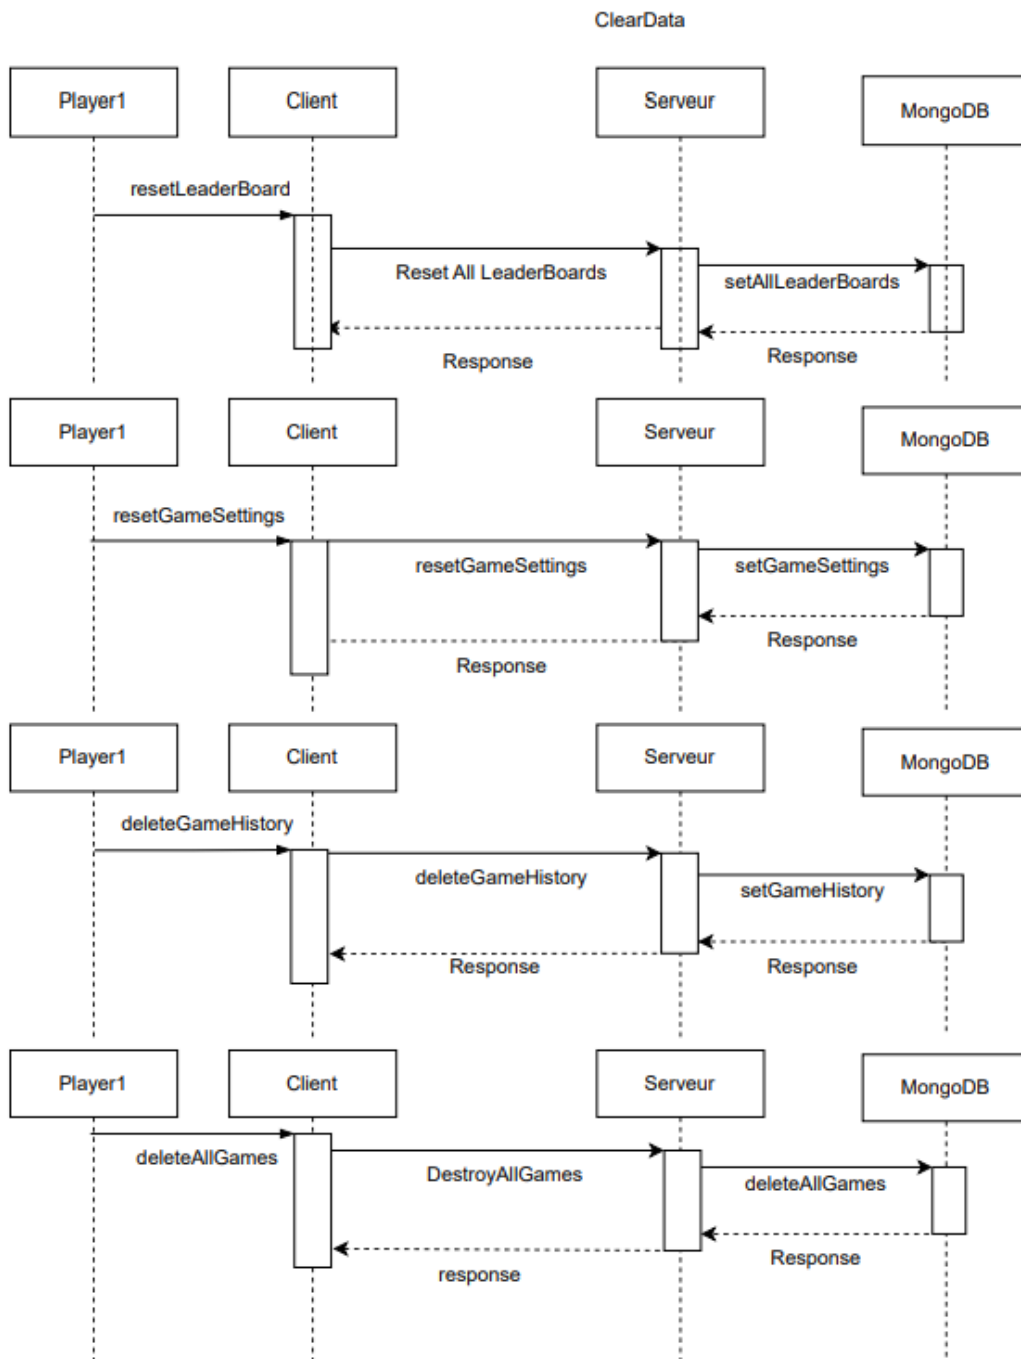 ClearData
Player1
Client
Serveur
MongoDB
resetLeaderBoard
Reset All LeaderBoards
setAllLeaderBoards
Response
Response
Player1
Client
Serveur
MongoDB
resetGameSettings
resetGameSettings
setGameSettings
Response
Response
Player1
Client
Serveur
MongoDB
deleteGameHistory
deleteGameHistory
setGameHistory
Response
Response
Player1
Client
Serveur
MongoDB
deleteAllGames
DestroyAllGames
deleteAllGames
response
Response